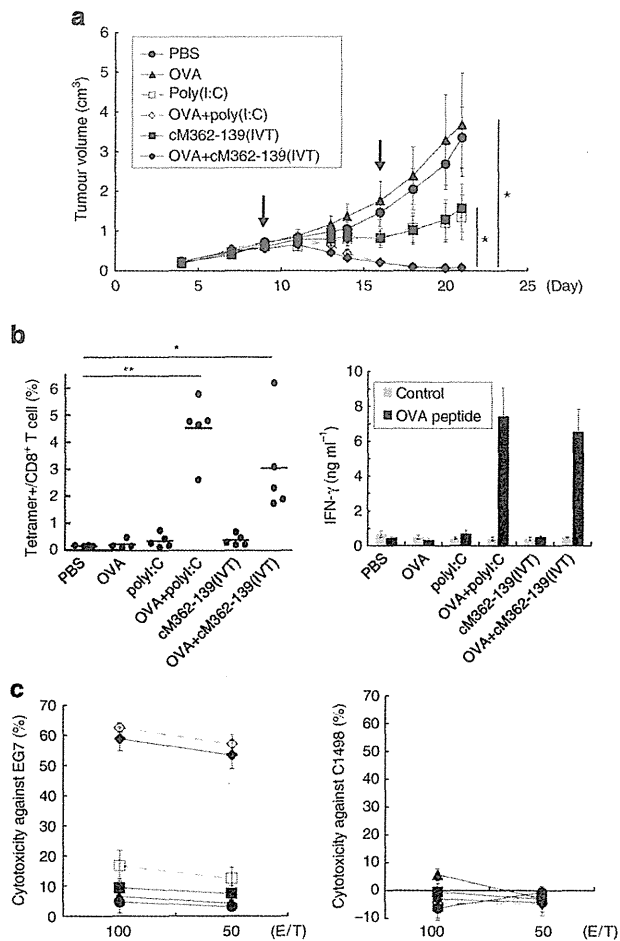 a
6
5
4
3
2
1
0
Tumour volume (cm³)
PBS
OVA
Poly(I:C)
OVA+poly(I:C)
cM362-139(IVT)
OVA+cM362-139(IVT)
*
*
0 5 10 15 20 25 (Day)
b
6
5
4
3
2
1
0
Tetramer+/CD8⁺ T cell (%)
*
**
PBS
OVA
polyI:C
OVA+polyI:C
cM362-139(IVT)
OVA+cM362-139(IVT)
10
8
6
4
2
0
IFN-γ (ng ml⁻¹)
Control
OVA peptide
PBS
OVA
polyI:C
OVA+polyI:C
cM362-139(IVT)
OVA+cM362-139(IVT)
c
70
60
50
40
30
20
10
0
Cytotoxicity against EG7 (%)
100 50 (E/T)
70
60
50
40
30
20
10
0
−10
Cytotoxicity against C1498 (%)
100 50 (E/T)